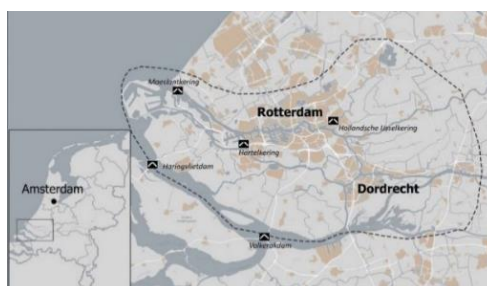 Maeslantkering
Rotterdam
Hollandsche IJsselkering
Hartelkering
Haringvlietdam
Amsterdam
Dordrecht
Volkerakdam